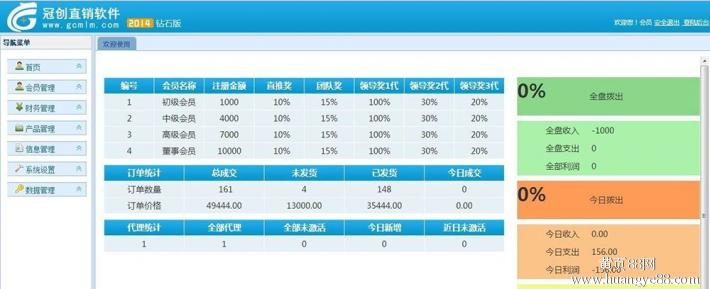 冠创直销软件
www.gcmlm.com 2014 钻石版
欢迎您！会员 安全退出 登陆后台
导航菜单
欢迎使用
首页
会员管理
财务管理
产品管理
信息管理
系统设置
数据管理
编号 会员名称 注册金额 直推奖 团队奖 领导奖1代 领导奖2代 领导奖3代
1 初级会员 1000 10% 15% 100% 30% 20%
2 中级会员 4000 10% 15% 100% 30% 20%
3 高级会员 7000 10% 15% 100% 30% 20%
4 董事会员 10000 10% 15% 100% 30% 20%
订单统计 总成交 未发货 已发货 今日成交
订单数量 161 4 148 0
订单价格 49444.00 13000.00 35444.00 0.00
代理统计 全部代理 全部未激活 今日新增 近日未激活
1 1 0 0 0
0% 全盘拨出
全盘收入 -1000
全盘支出 0
全部利润 0
0% 今日拨出
今日收入 0.00
今日支出 156.00
今日利润 -156.00
黄页88网
www.huangye88.com